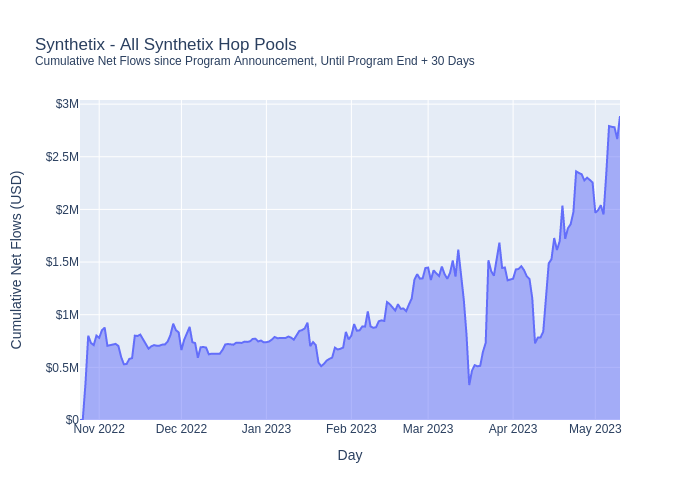 Synthetix - All Synthetix Hop Pools
Cumulative Net Flows since Program Announcement, Until Program End + 30 Days
Cumulative Net Flows (USD)
$3M
$2.5M
$2M
$1.5M
$1M
$0.5M
$0
Nov 2022 Dec 2022 Jan 2023 Feb 2023 Mar 2023 Apr 2023 May 2023
Day